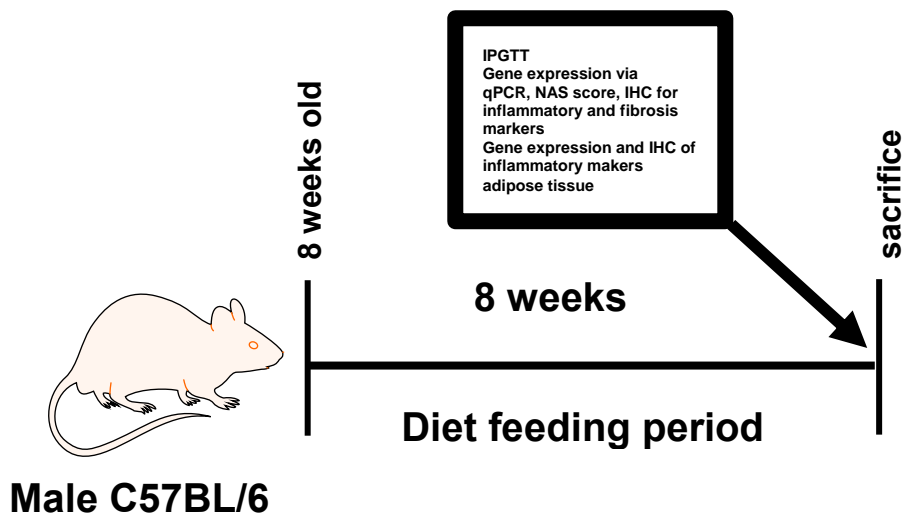 IPGTT
Gene expression via
qPCR, NAS score, IHC for
inflammatory and fibrosis
markers
Gene expression and IHC of
inflammatory makers
adipose tissue
8 weeks old
sacrifice
8 weeks
Diet feeding period
Male C57BL/6